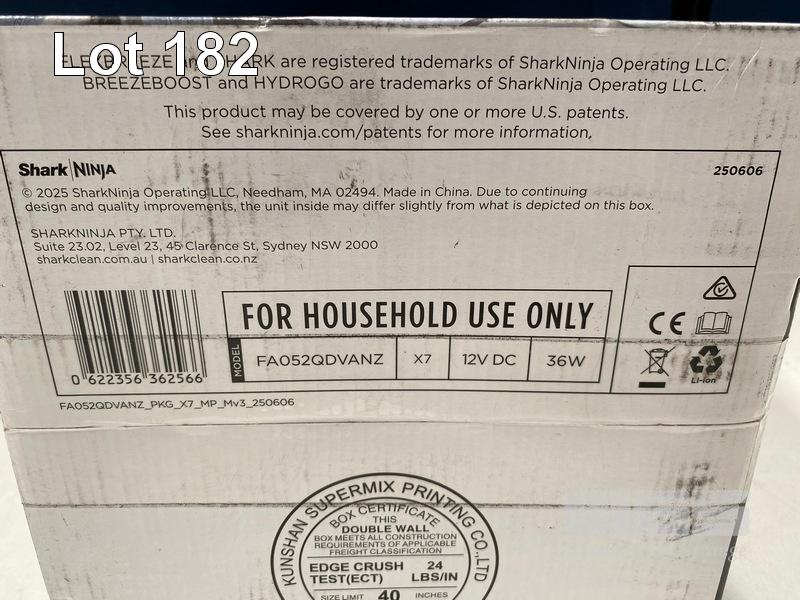 Lot 182
are registered trademarks of SharkNinja Operating LLC.
BREEZEBOOST and HYDROGO are trademarks of SharkNinja Operating LLC.
This product may be covered by one or more U.S. patents.
See sharkninja.com/patents for more information.
Shark NINJA
250606
© 2025 SharkNinja Operating LLC, Needham, MA 02494. Made in China. Due to continuing
design and quality improvements, the unit inside may differ slightly from what is depicted on this box.
SHARKNINJA PTY. LTD.
Suite 23.02, Level 23, 45 Clarence St, Sydney NSW 2000
sharkclean.com.au | sharkclean.co.nz
FOR HOUSEHOLD USE ONLY
MODEL
FA052QDVANZ
X7
12V DC
36W
CE
Li-ion
0 622356 362566
FA052QDVANZ_PKG_X7_MP_Mv3_250606
KUNSHAN SUPERMIX PRINTING CO.,LTD
BOX CERTIFICATE
THIS
DOUBLE WALL
BOX MEETS ALL CONSTRUCTION
REQUIREMENTS OF APPLICABLE
FREIGHT CLASSIFICATION
EDGE CRUSH
TEST(ECT)
24
LBS/IN
SIZE LIMIT 40 INCHES